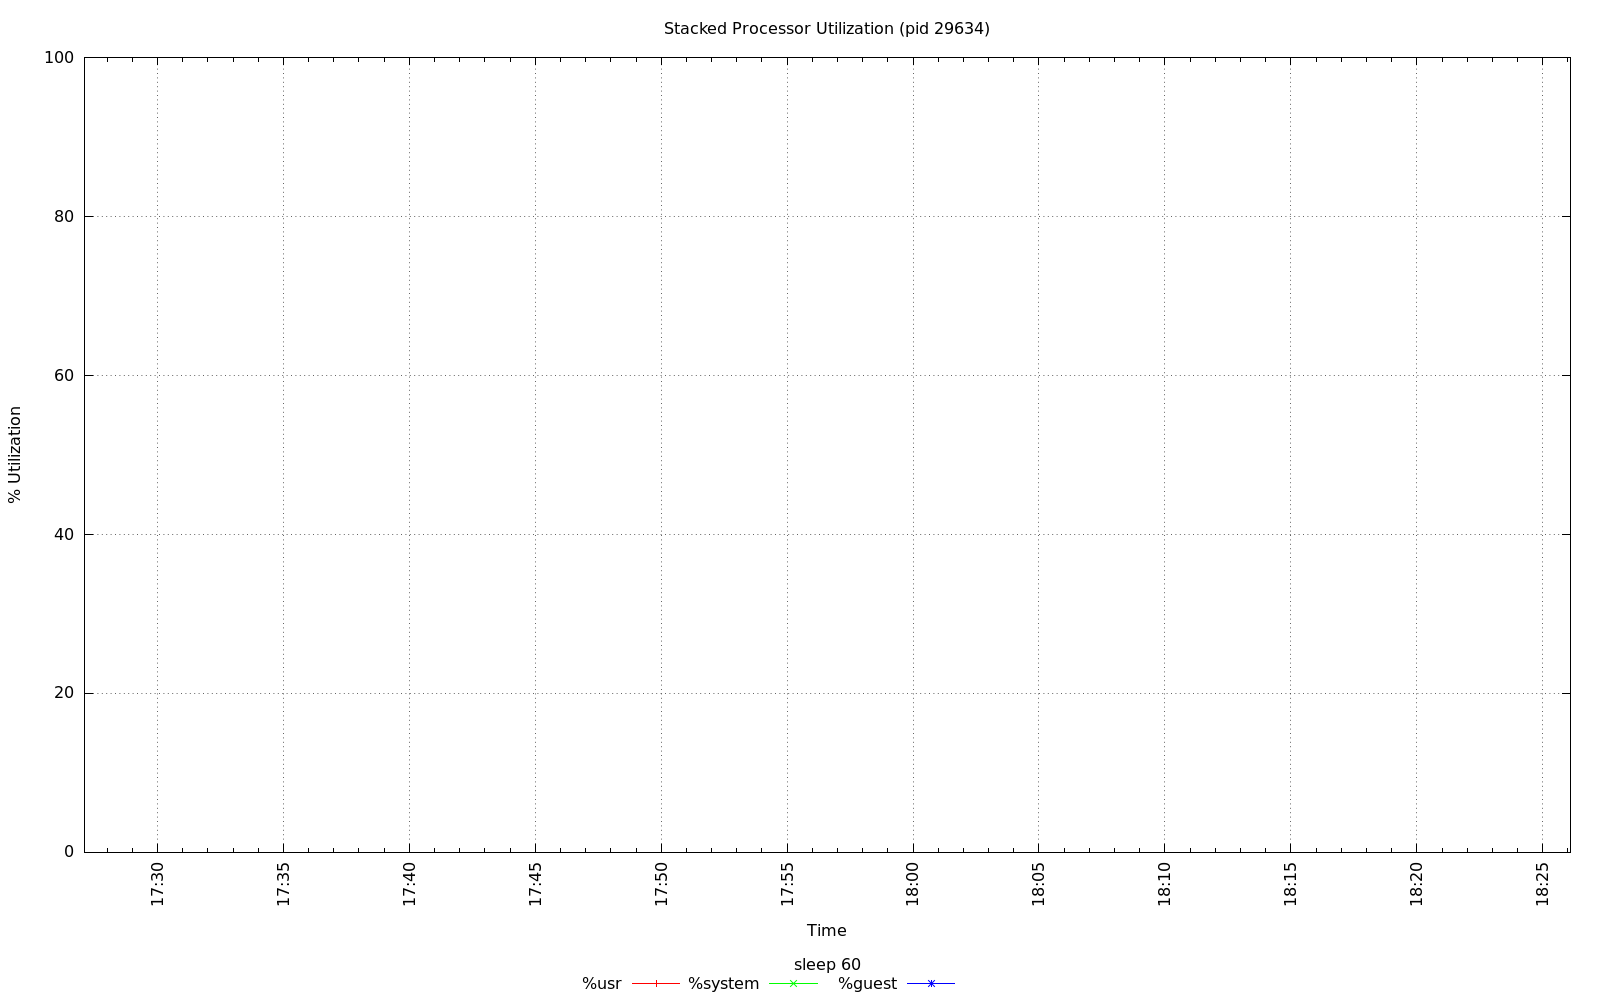 Stacked Processor Utilization (pid 29634)
100
80
60
40
20
0
% Utilization
17:30 17:35 17:40 17:45 17:50 17:55 18:00 18:05 18:10 18:15 18:20 18:25
Time
sleep 60
%usr %system %guest